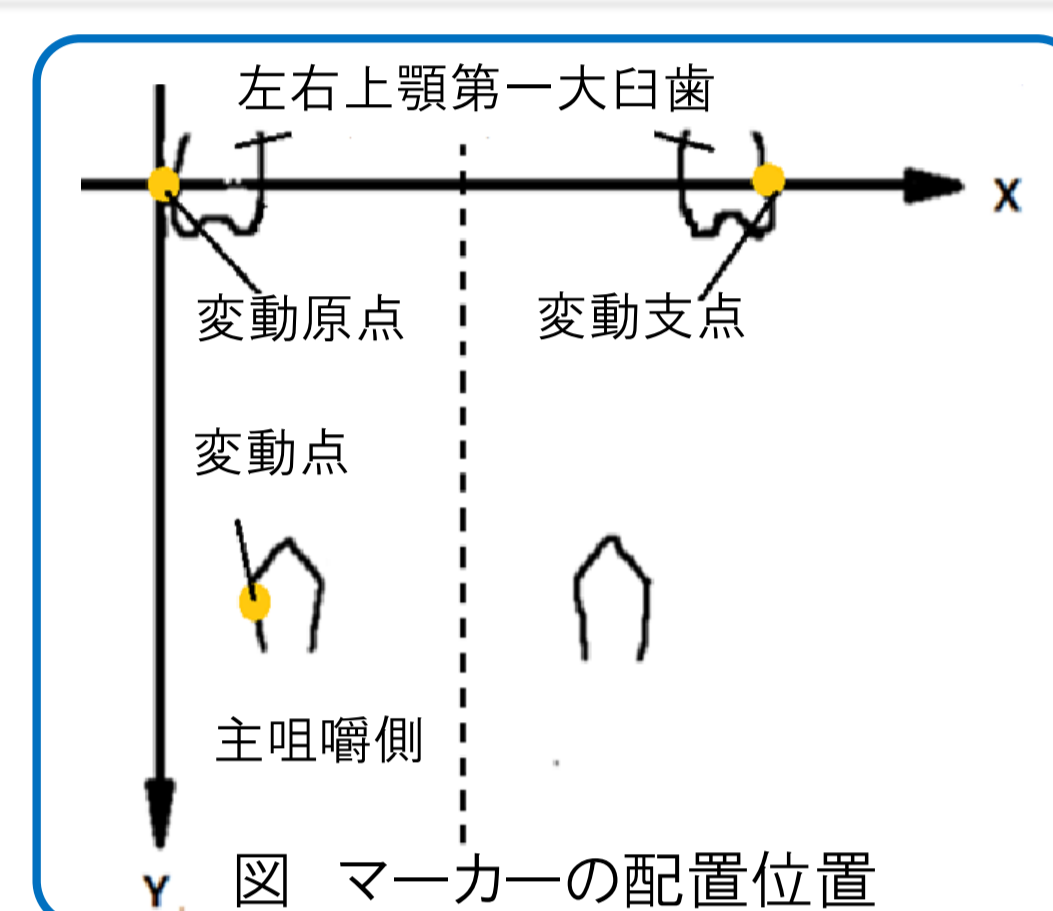 左右上顎第一大臼歯
X
変動原点
変動支点
変動点
主咀嚼側
Y
図　マーカーの配置位置